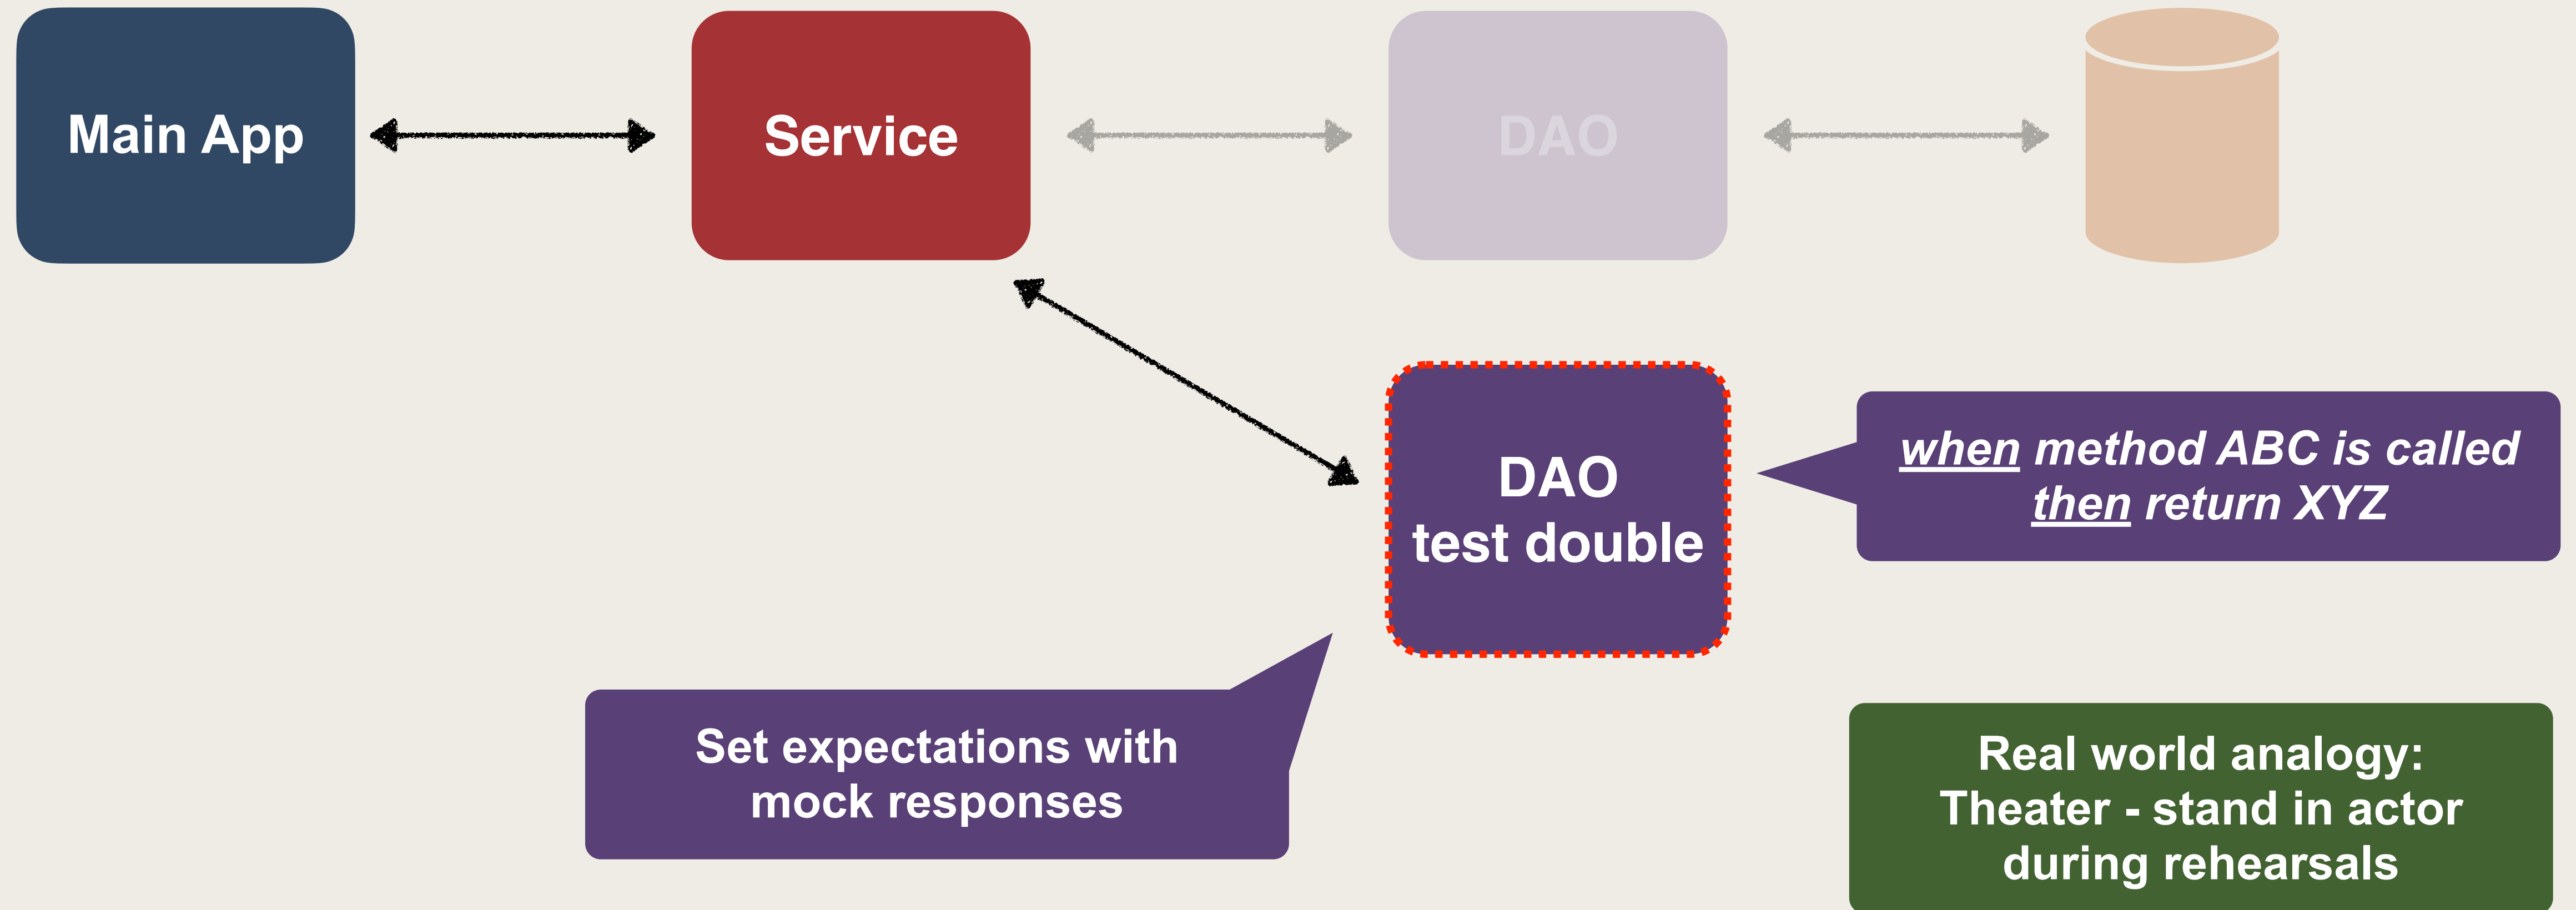 Main App
Service
DAO
DAO
test double
when method ABC is called
then return XYZ
Set expectations with
mock responses
Real world analogy:
Theater - stand in actor
during rehearsals